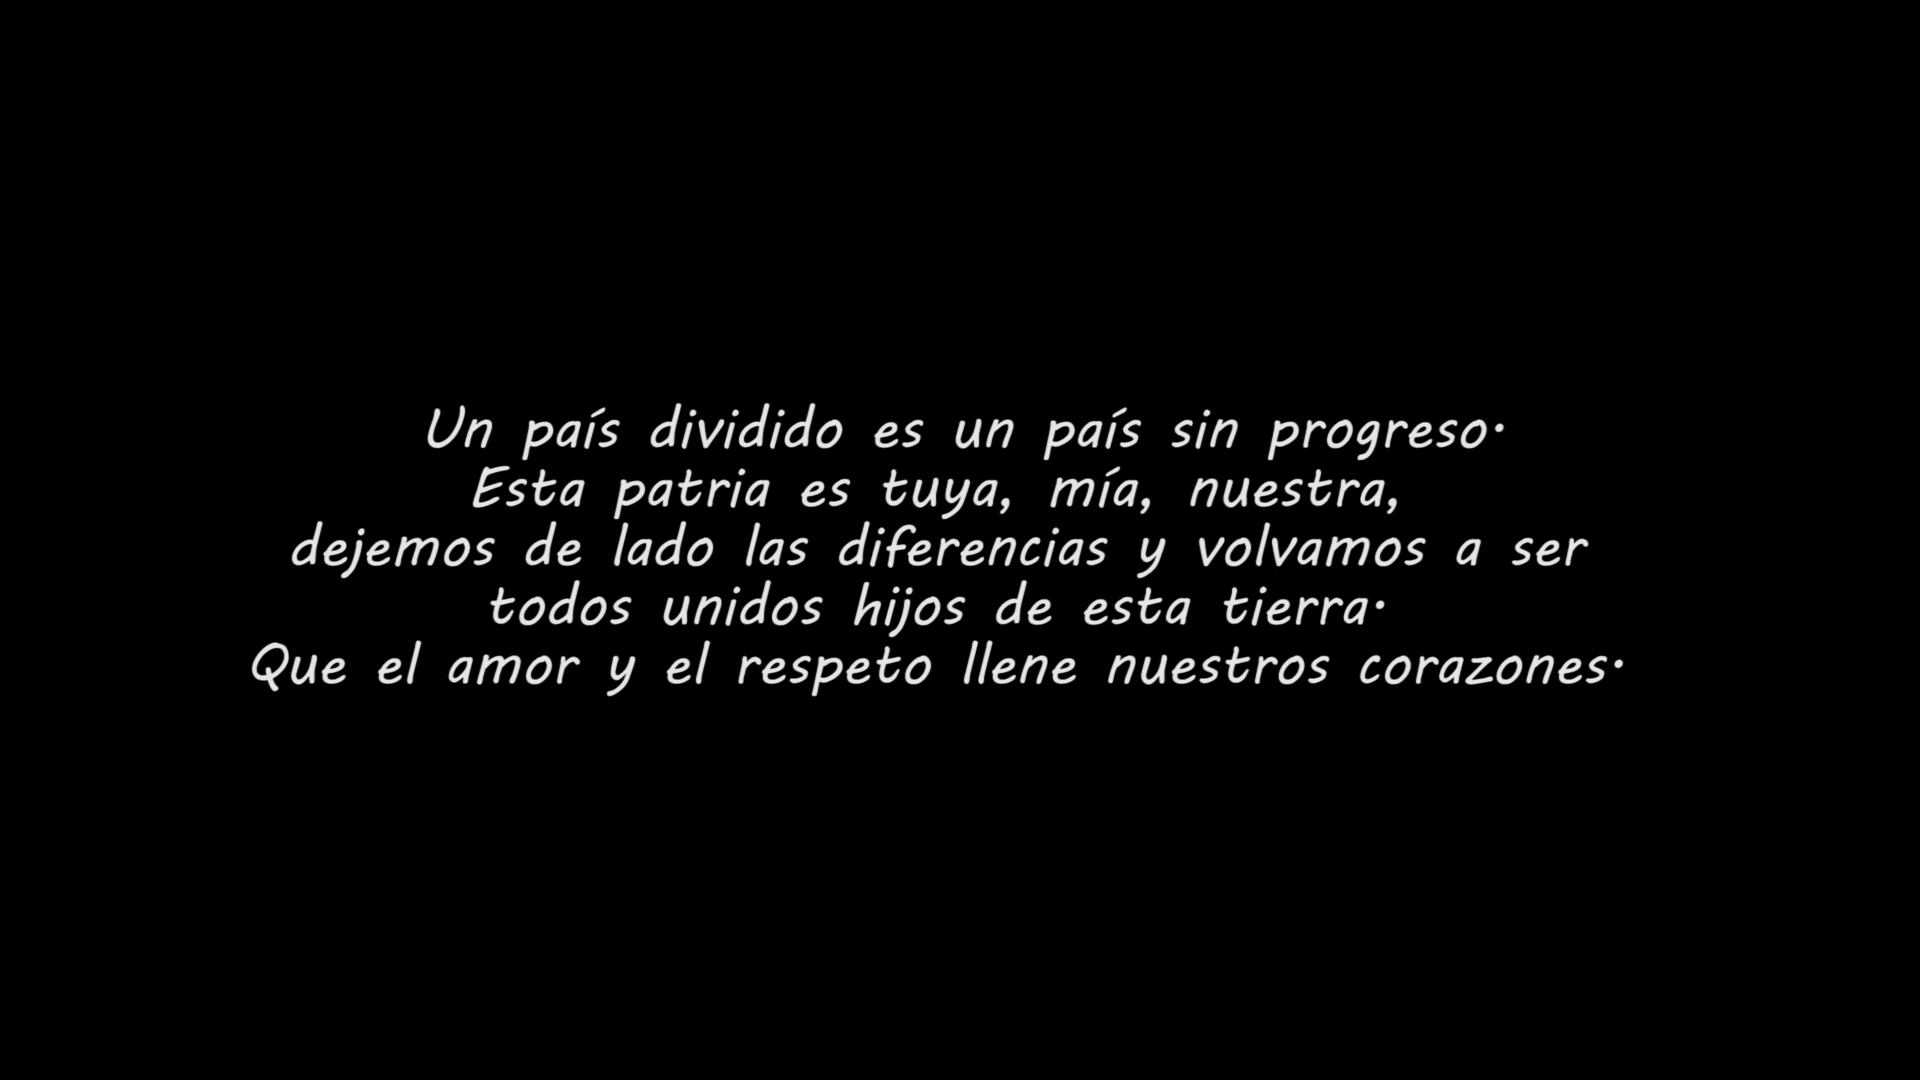 Un país dividido es un país sin progreso.
Esta patria es tuya, mía, nuestra,
dejemos de lado las diferencias y volvamos a ser
todos unidos hijos de esta tierra.
Que el amor y el respeto llene nuestros corazones.